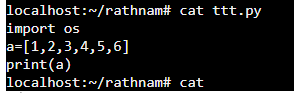 localhost:~/rathnam# cat ttt.py
import os
a=[1,2,3,4,5,6]
print(a)
localhost:~/rathnam# cat